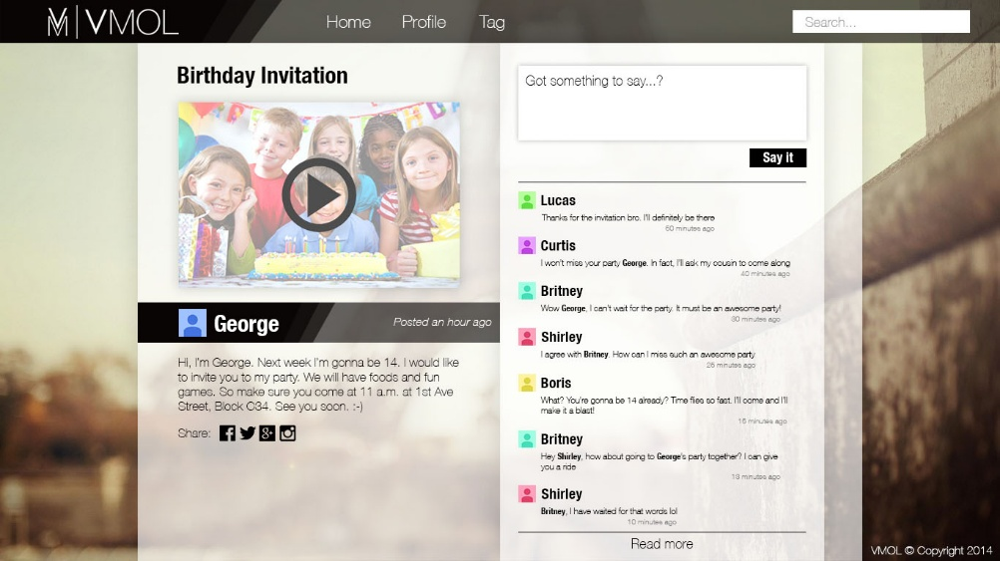 VMOL
Home Profile Tag
Search...
Birthday Invitation
George
Posted an hour ago
Hi, I'm George. Next week I'm gonna be 14. I would like
to invite you to my party. We will have foods and fun
games. So make sure you come at 11 a.m. at 1st Ave
Street, Block C34. See you soon. :-)
Share:
Got something to say...?
Say it
Lucas
Thanks for the invitation bro. I'll definitely be there
60 minutes ago
Curtis
I won't miss your party George. In fact, I'll ask my cousin to come along
40 minutes ago
Britney
Wow George, I can't wait for the party. It must be an awesome party!
30 minutes ago
Shirley
I agree with Britney. How can I miss such an awesome party
25 minutes ago
Boris
What? You're gonna be 14 already? Time flies so fast. I'll come and I'll
make it a blast!
15 minutes ago
Britney
Hey Shirley, how about going to George's party together? I can give
you a ride
13 minutes ago
Shirley
Britney, I have waited for that words lol
10 minutes ago
Read more
VMOL © Copyright 2014